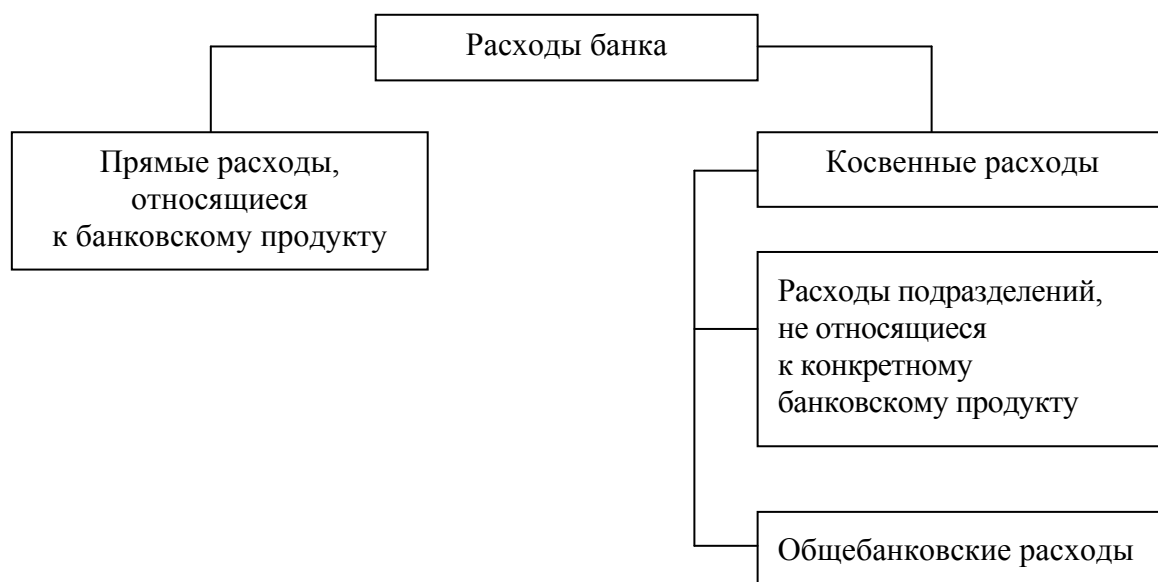 Расходы банка
Прямые расходы,
относящиеся
к банковскому продукту
Косвенные расходы
Расходы подразделений,
не относящиеся
к конкретному
банковскому продукту
Общебанковские расходы